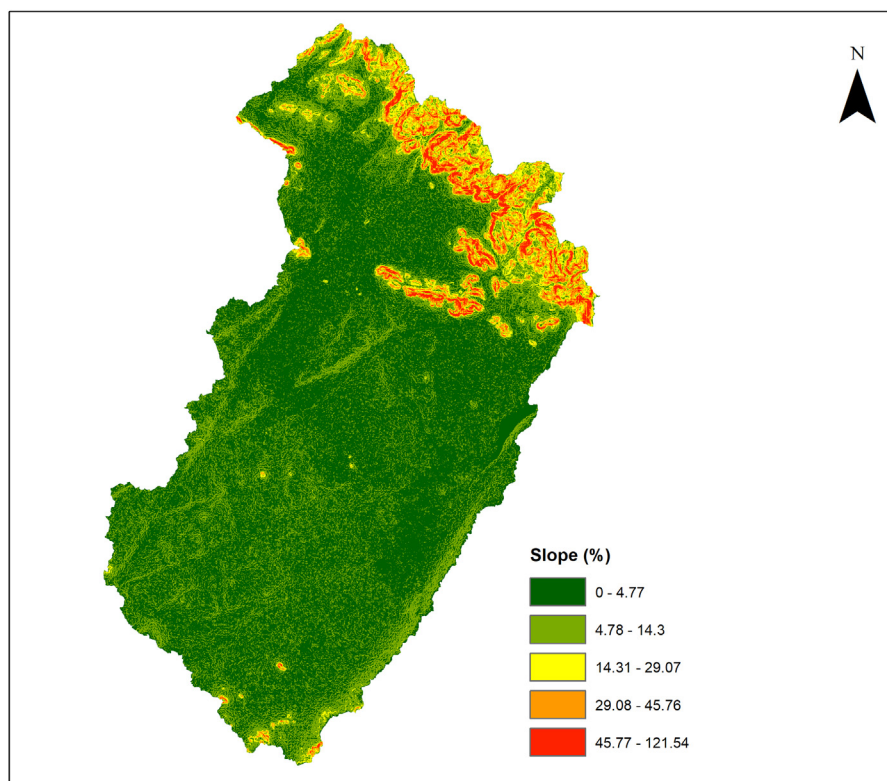 N
Slope (%)
0 - 4.77
4.78 - 14.3
14.31 - 29.07
29.08 - 45.76
45.77 - 121.54